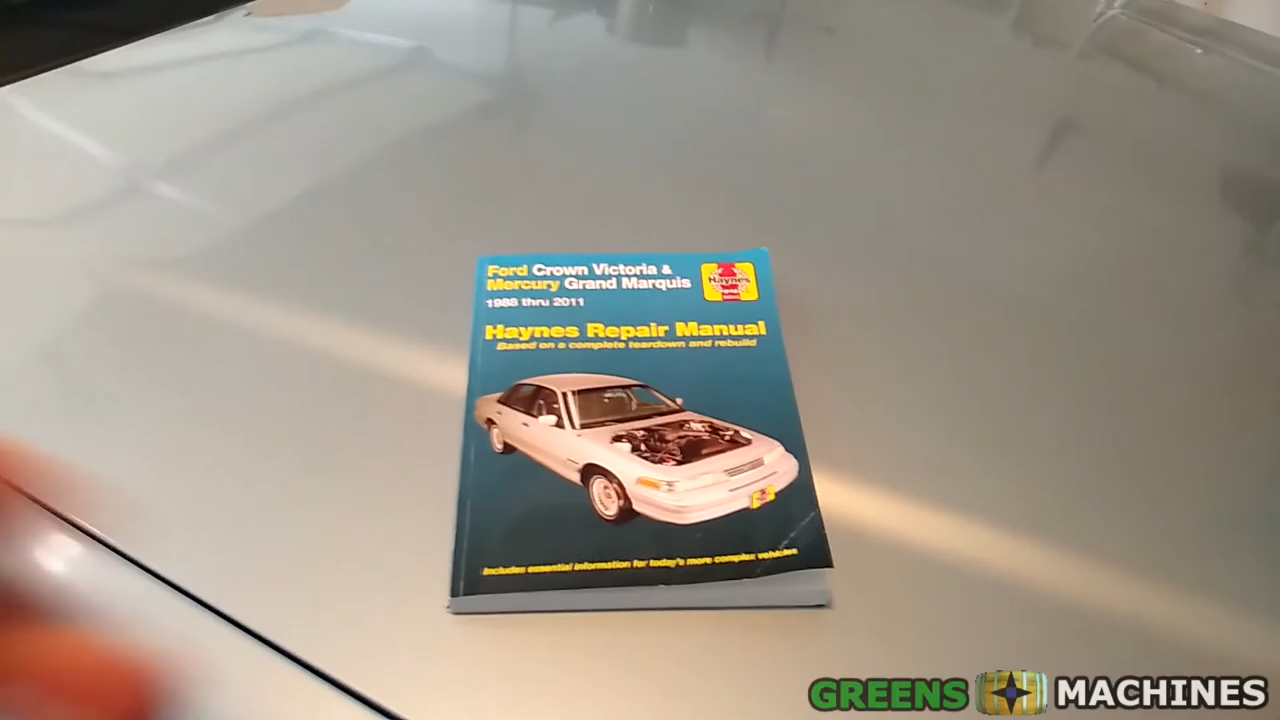 Ford Crown Victoria &
Mercury Grand Marquis
1988 thru 2011
Haynes
Haynes Repair Manual
Based on a complete teardown and rebuild
Includes essential information for today's more complex vehicles
GREENS MACHINES